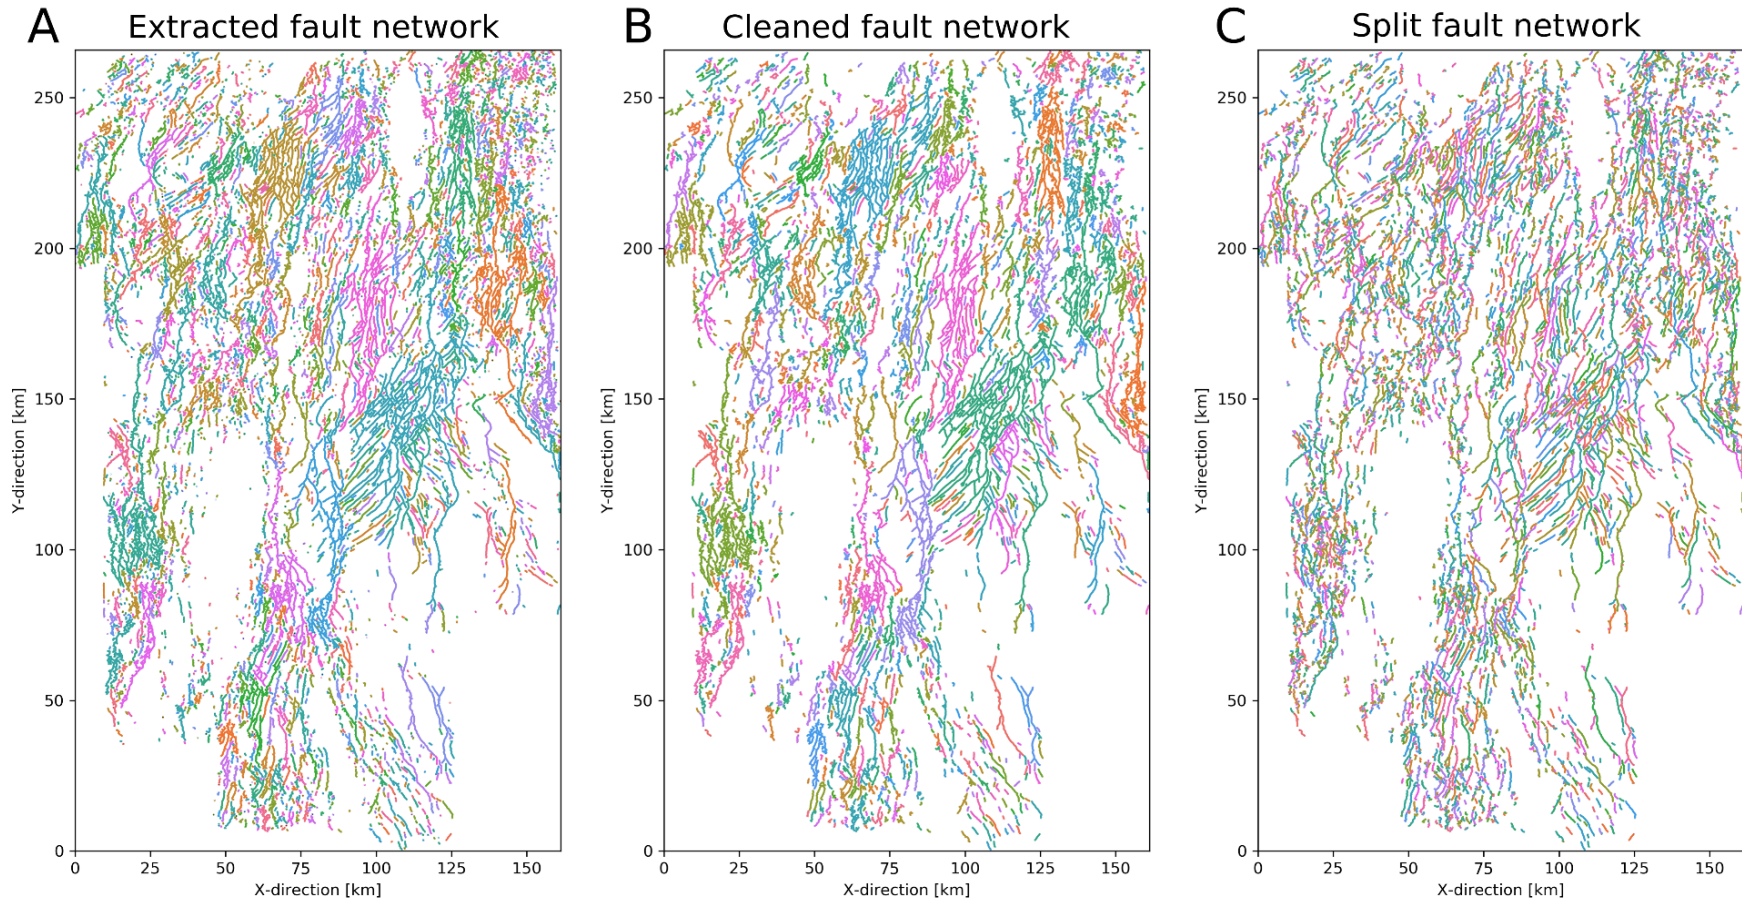 A Extracted fault network
B Cleaned fault network
C Split fault network
250
200
150
100
50
0
Y-direction [km]
0 25 50 75 100 125 150
X-direction [km]
250
200
150
100
50
0
Y-direction [km]
0 25 50 75 100 125 150
X-direction [km]
250
200
150
100
50
0
Y-direction [km]
0 25 50 75 100 125 150
X-direction [km]